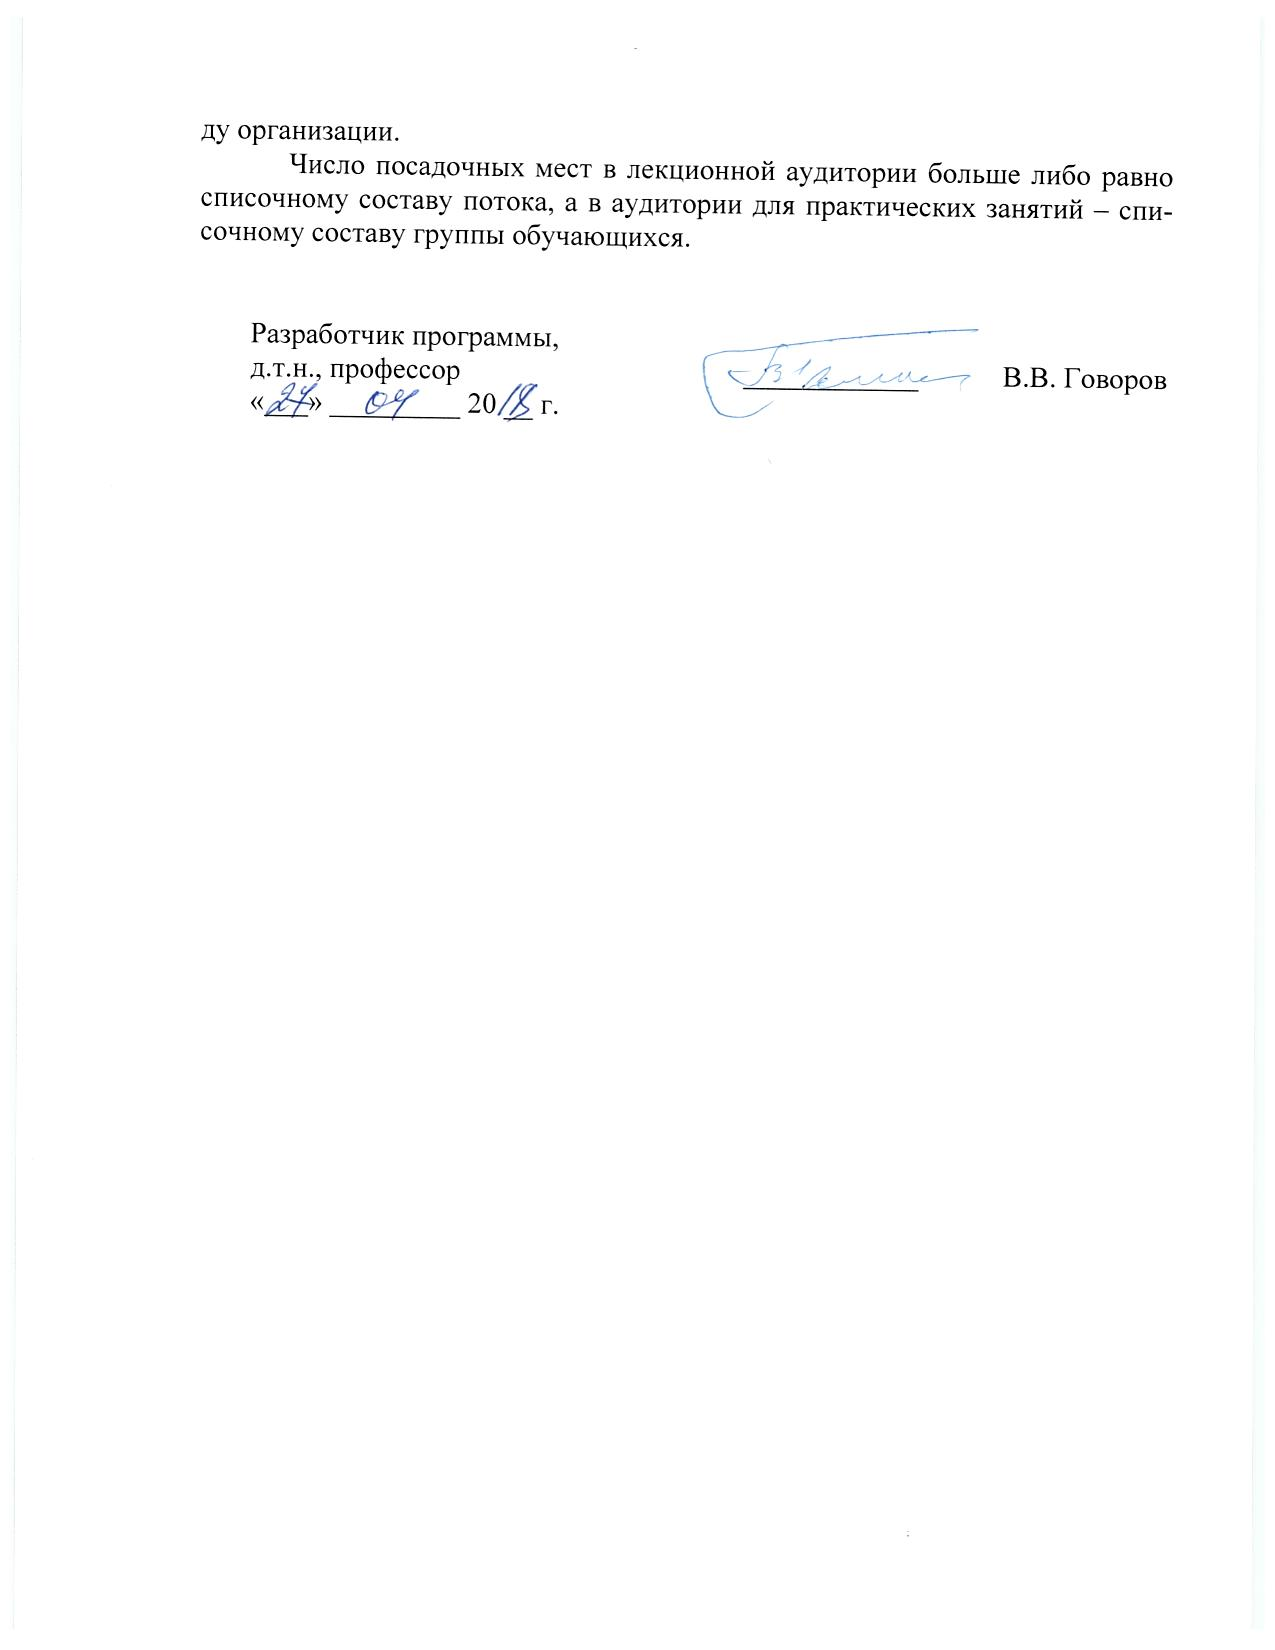 ду организации.
Число посадочных мест в лекционной аудитории больше либо равно
списочному составу потока, а в аудитории для практических занятий – спи-
сочному составу группы обучающихся.
Разработчик программы,
д.т.н., профессор
В.В. Говоров
«24» 04 2018 г.